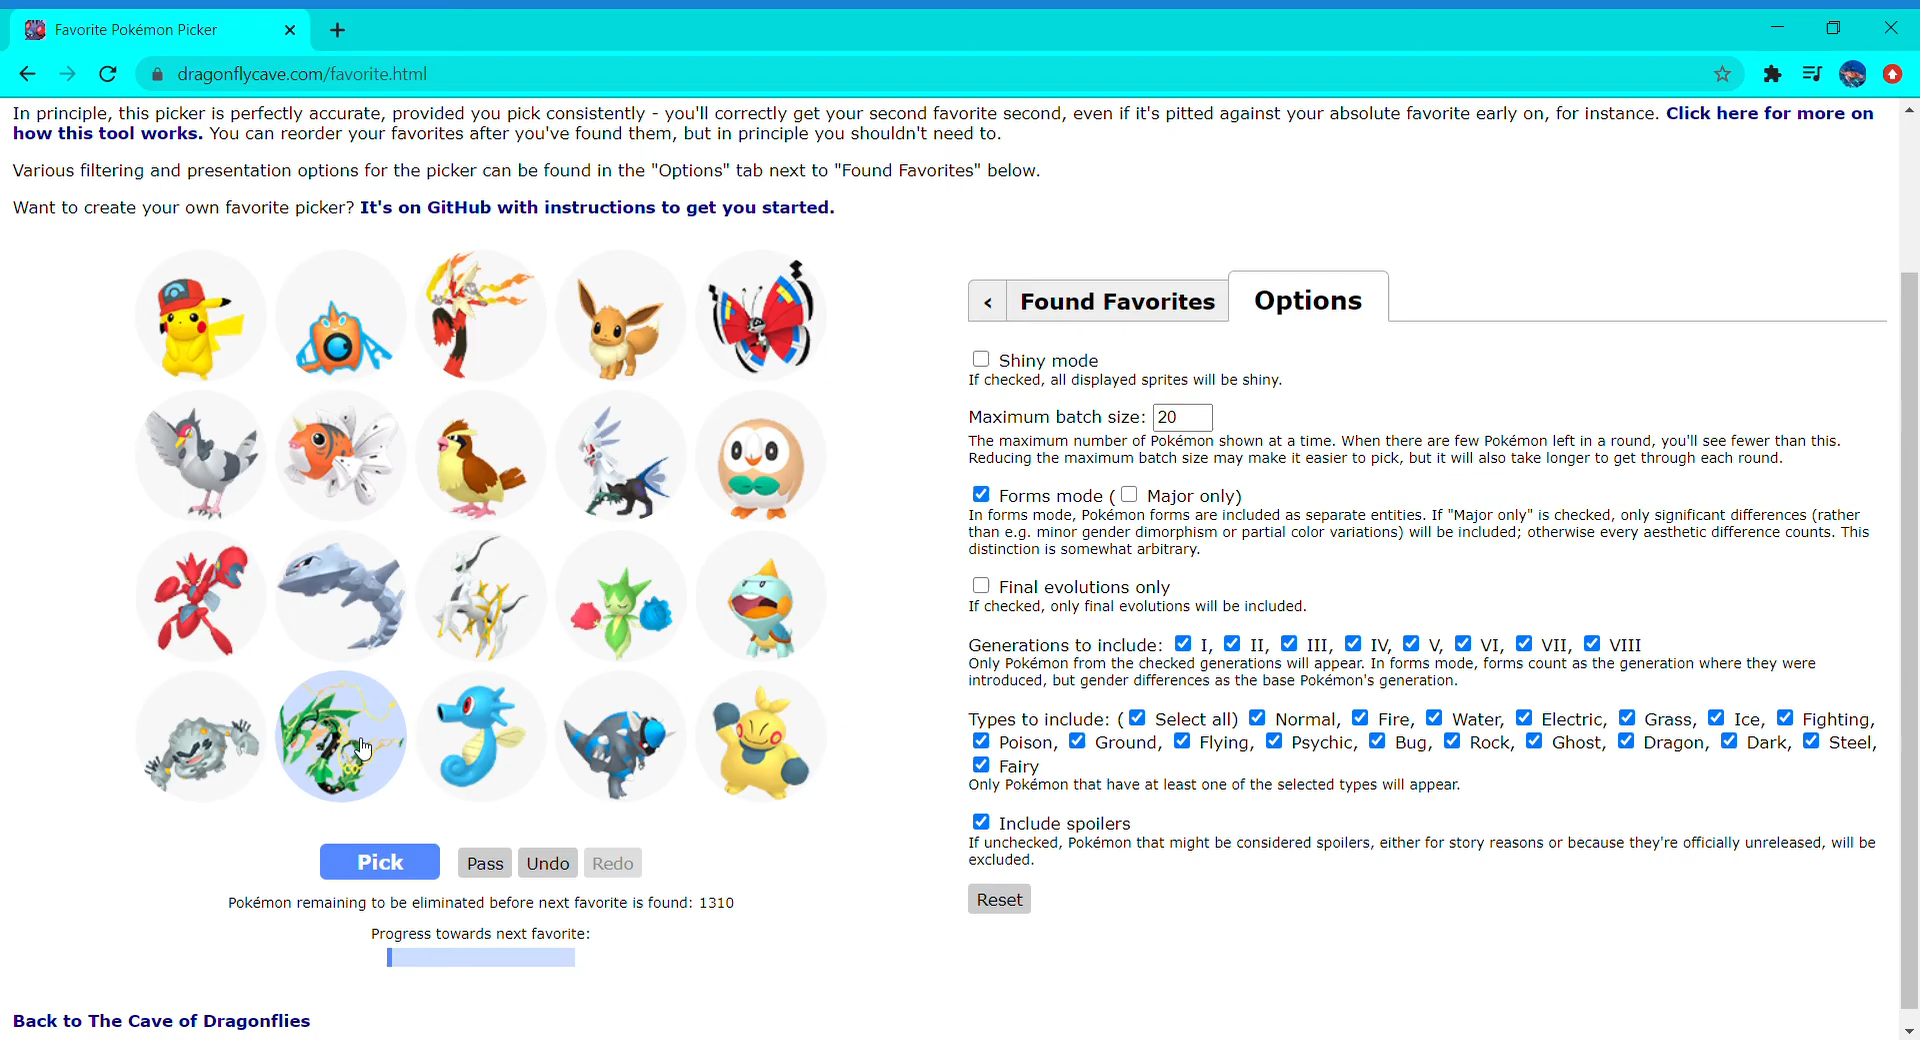 Favorite Pokémon Picker
dragonflycave.com/favorite.html
In principle, this picker is perfectly accurate, provided you pick consistently - you'll correctly get your second favorite second, even if it's pitted against your absolute favorite early on, for instance. Click here for more on
how this tool works. You can reorder your favorites after you've found them, but in principle you shouldn't need to.
Various filtering and presentation options for the picker can be found in the "Options" tab next to "Found Favorites" below.
Want to create your own favorite picker? It's on GitHub with instructions to get you started.
< Found Favorites Options
Shiny mode
If checked, all displayed sprites will be shiny.
Maximum batch size: 20
The maximum number of Pokémon shown at a time. When there are few Pokémon left in a round, you'll see fewer than this.
Reducing the maximum batch size may make it easier to pick, but it will also take longer to get through each round.
Forms mode ( Major only)
In forms mode, Pokémon forms are included as separate entities. If "Major only" is checked, only significant differences (rather
than e.g. minor gender dimorphism or partial color variations) will be included; otherwise every aesthetic difference counts. This
distinction is somewhat arbitrary.
Final evolutions only
If checked, only final evolutions will be included.
Generations to include: I, II, III, IV, V, VI, VII, VIII
Only Pokémon from the checked generations will appear. In forms mode, forms count as the generation where they were
introduced, but gender differences as the base Pokémon's generation.
Types to include: ( Select all) Normal, Fire, Water, Electric, Grass, Ice, Fighting,
Poison, Ground, Flying, Psychic, Bug, Rock, Ghost, Dragon, Dark, Steel,
Fairy
Only Pokémon that have at least one of the selected types will appear.
Include spoilers
If unchecked, Pokémon that might be considered spoilers, either for story reasons or because they're officially unreleased, will be
excluded.
Reset
Pick Pass Undo Redo
Pokémon remaining to be eliminated before next favorite is found: 1310
Progress towards next favorite:
Back to The Cave of Dragonflies